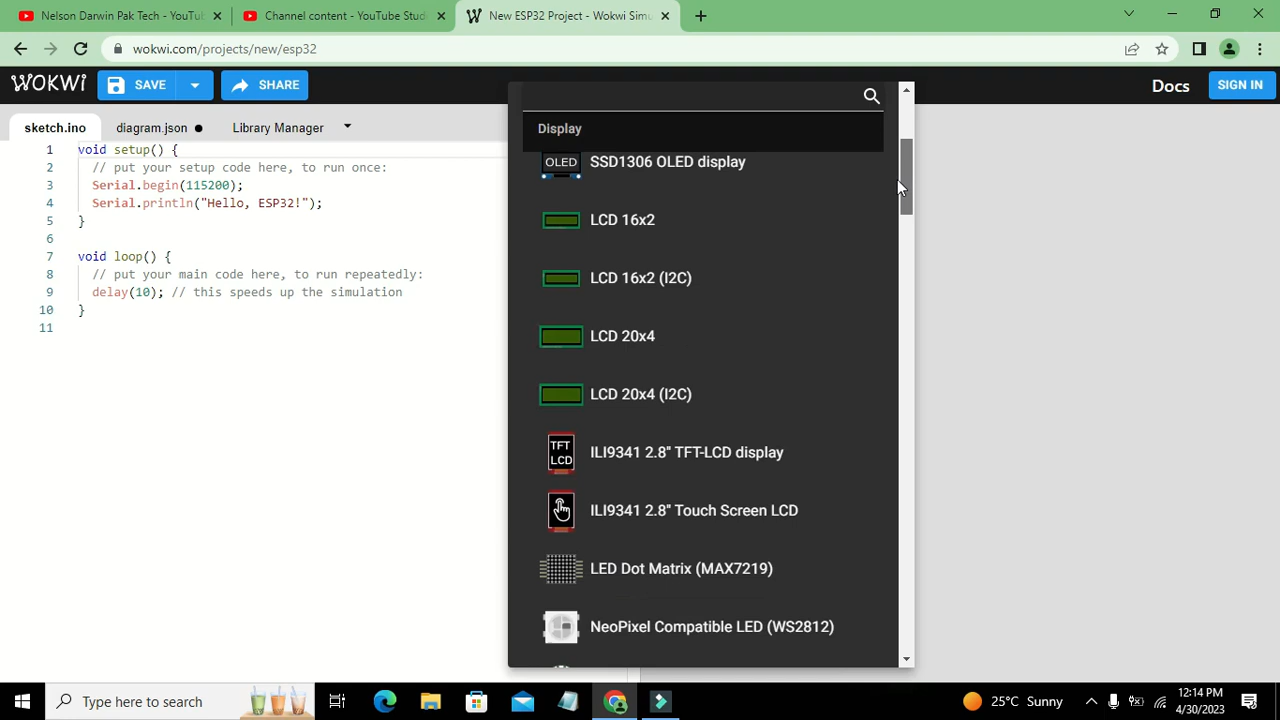 Nelson Darwin Pak Tech - YouTu
Channel content - YouTube Studi
New ESP32 Project - Wokwi Simu
wokwi.com/projects/new/esp32
WOKWI
SAVE
SHARE
Docs
SIGN IN
sketch.ino
diagram.json
Library Manager
1 void setup() {
2 // put your setup code here, to run once:
3 Serial.begin(115200);
4 Serial.println("Hello, ESP32!");
5 }
6
7 void loop() {
8 // put your main code here, to run repeatedly:
9 delay(10); // this speeds up the simulation
10 }
11
Display
OLED SSD1306 OLED display
LCD 16x2
LCD 16x2 (I2C)
LCD 20x4
LCD 20x4 (I2C)
TFT LCD ILI9341 2.8" TFT-LCD display
ILI9341 2.8" Touch Screen LCD
LED Dot Matrix (MAX7219)
NeoPixel Compatible LED (WS2812)
Type here to search
25°C Sunny
12:14 PM
4/30/2023